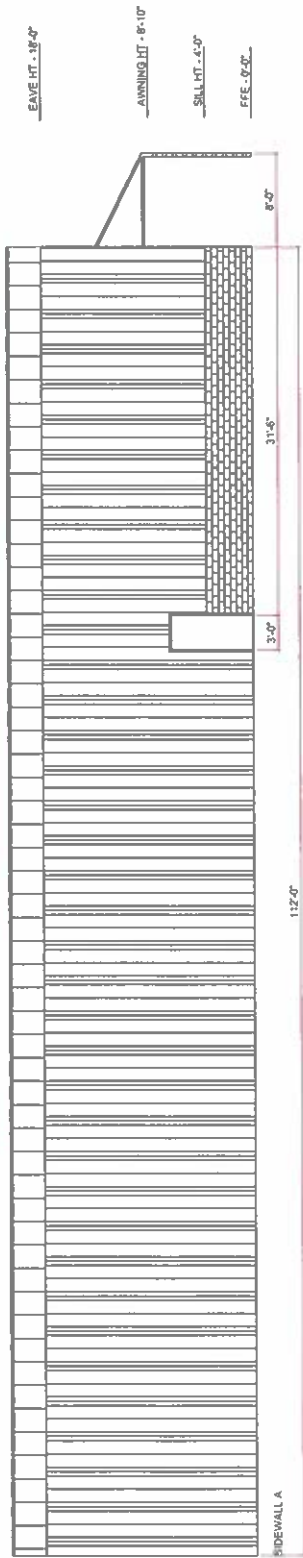 EAVE HT - 18'-0"
AWNING HT - 8'-10"
SILL HT - 4'-0"
FFE - 0'-0"
8'-0"
31'-6"
3'-0"
112'-0"
SIDEWALL A